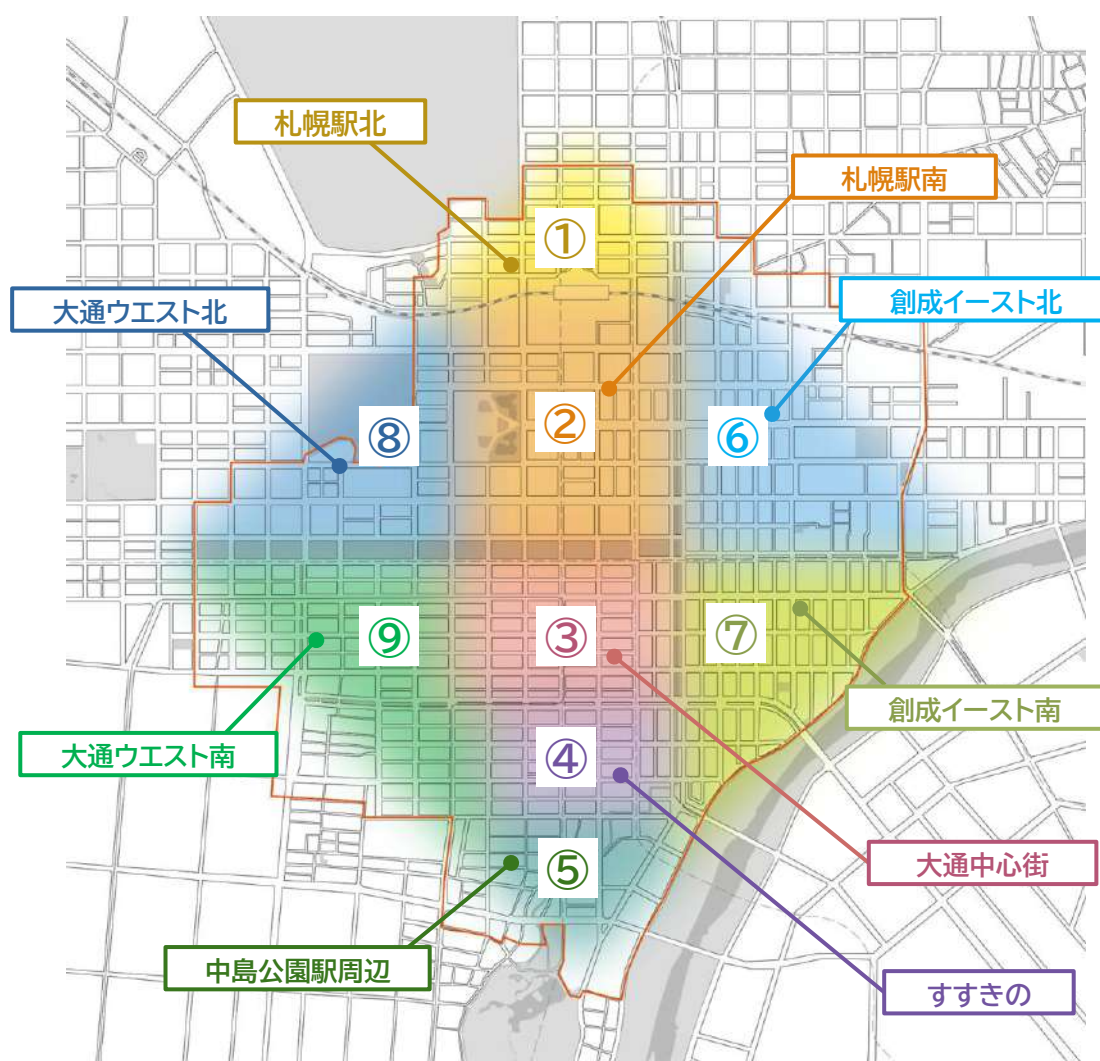 札幌駅北
札幌駅南
①
大通ウエスト北
創成イースト北
②
⑧
⑥
⑨
③
⑦
創成イースト南
大通ウエスト南
④
大通中心街
⑤
中島公園駅周辺
すすきの